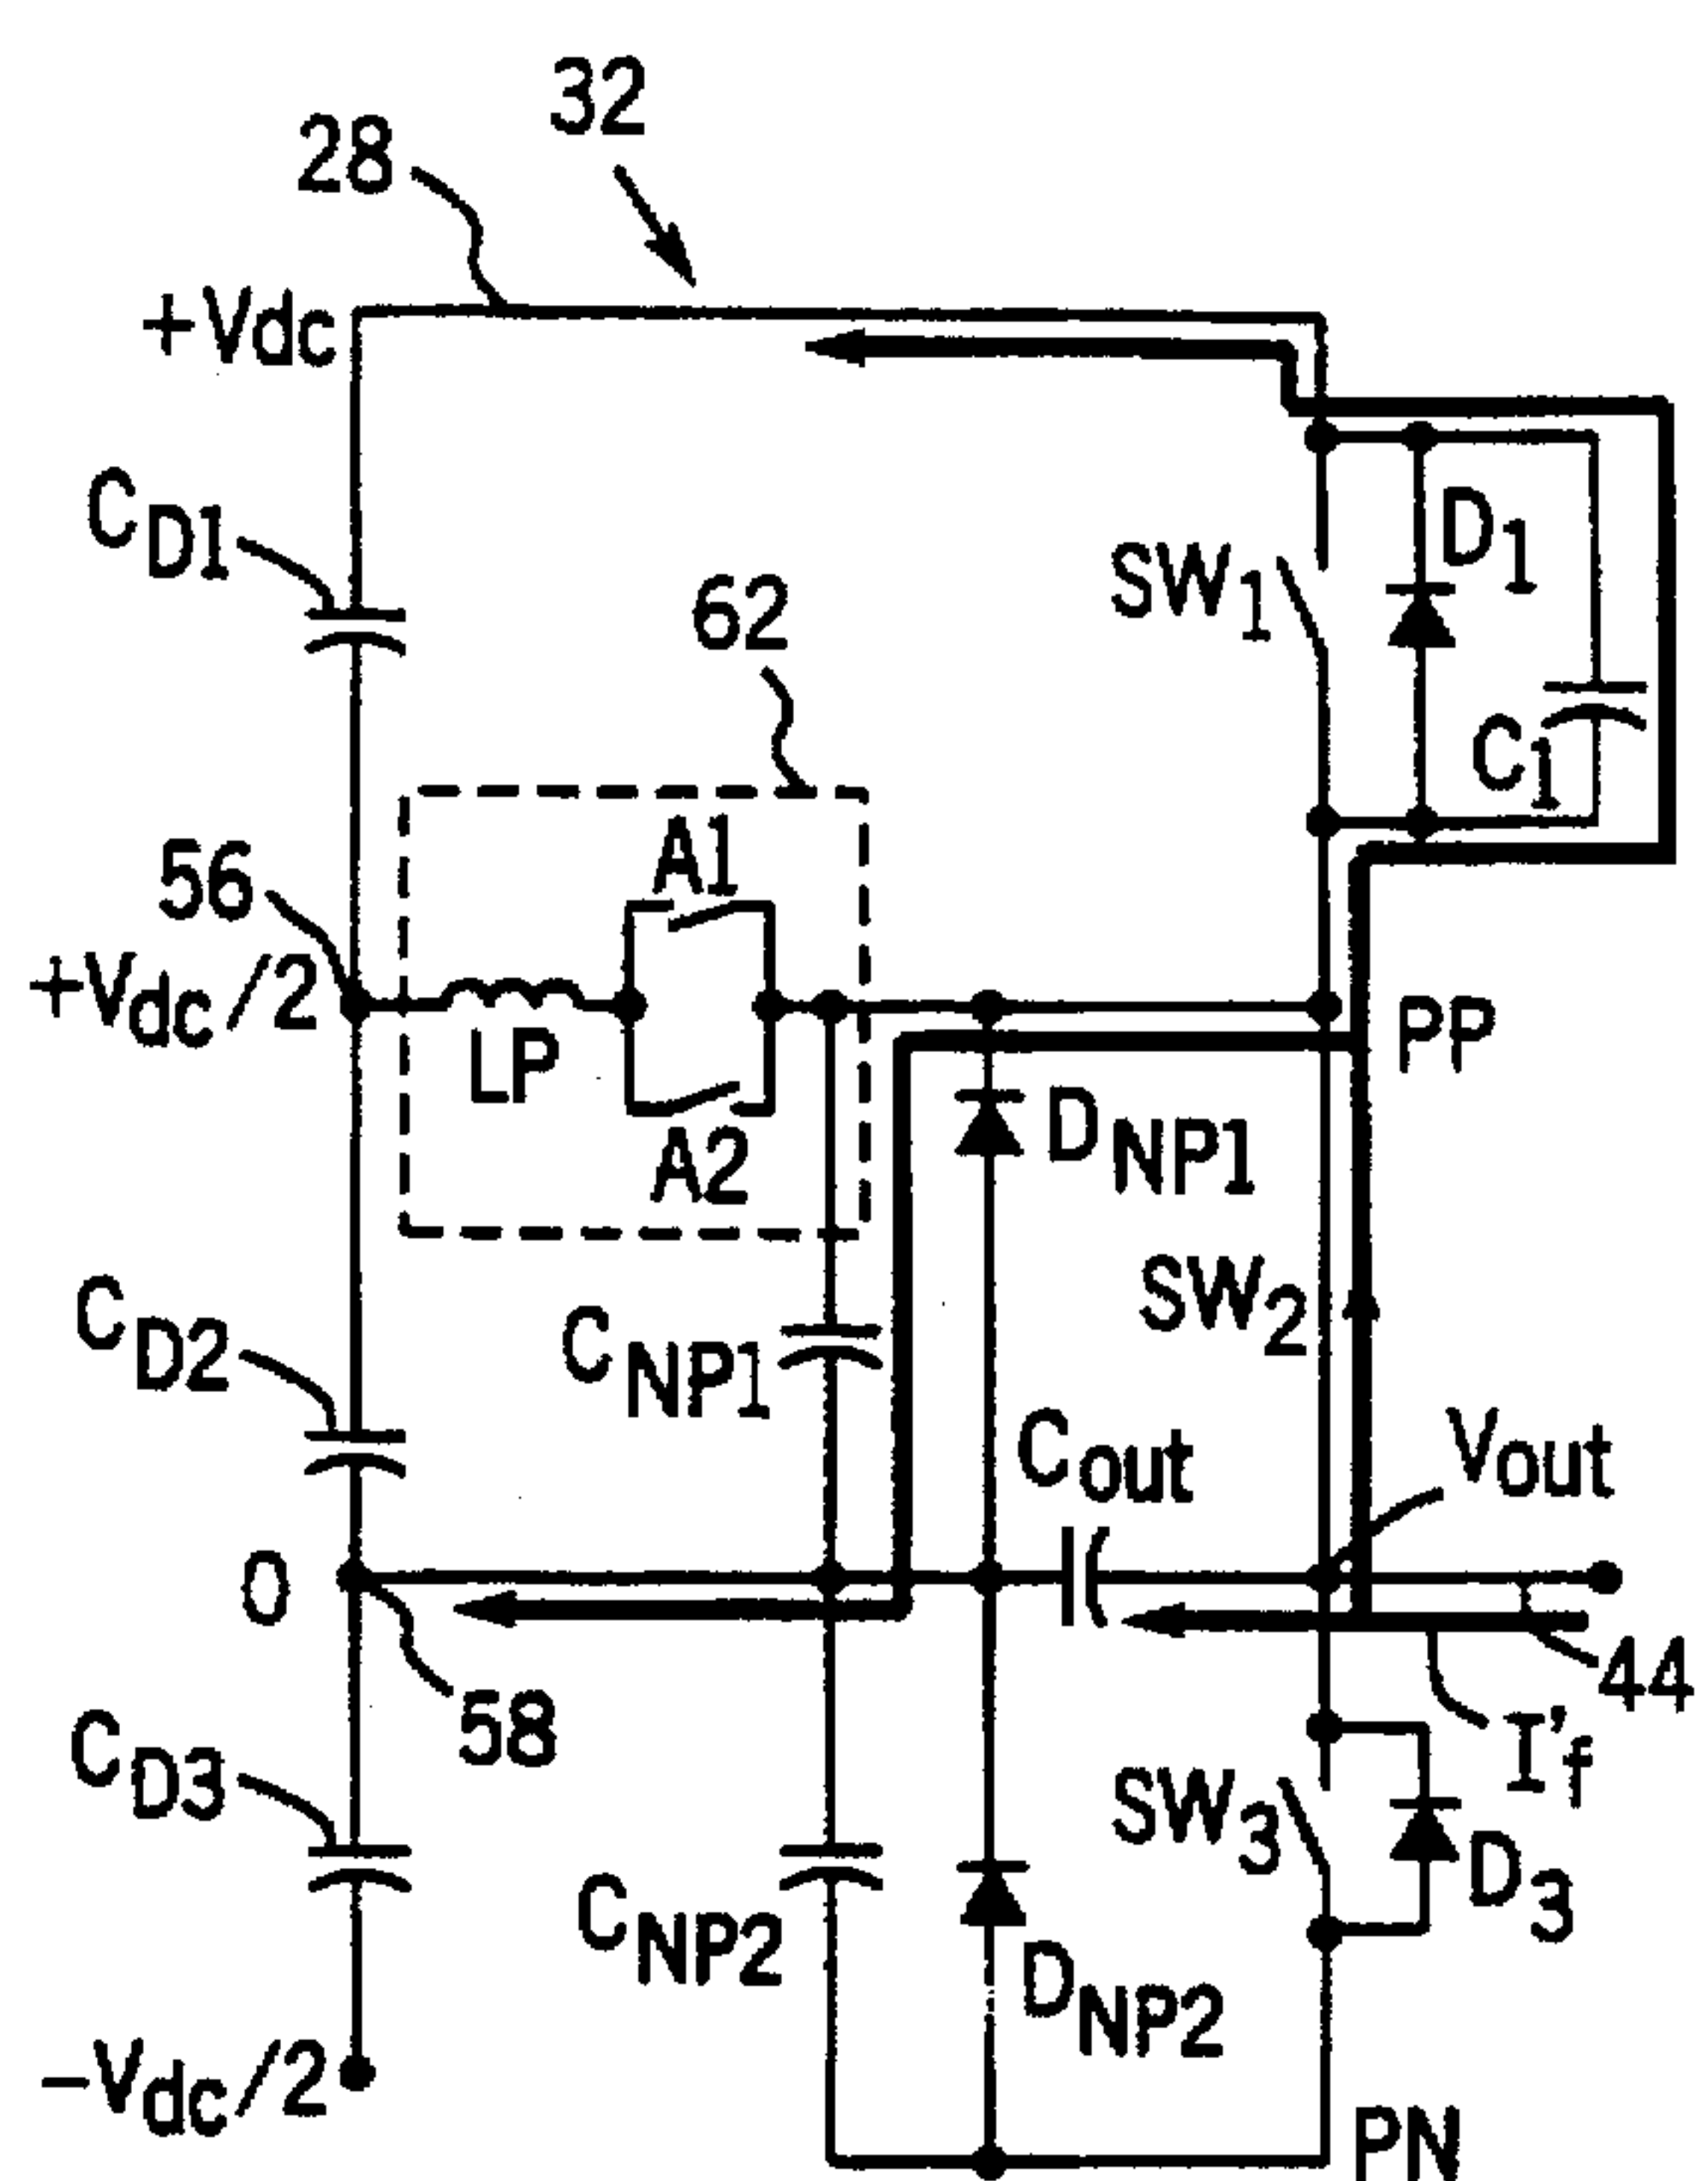 32
28
+Vdc
CD1
D1
SW1
62
C1
A1
56
+Vdc/2
PP
LP
DNP1
A2
SW2
CD2
CNP1
Cout
Vout
0
58
44
I'f
CD3
SW3
D3
CNP2
DNP2
-Vdc/2
PN